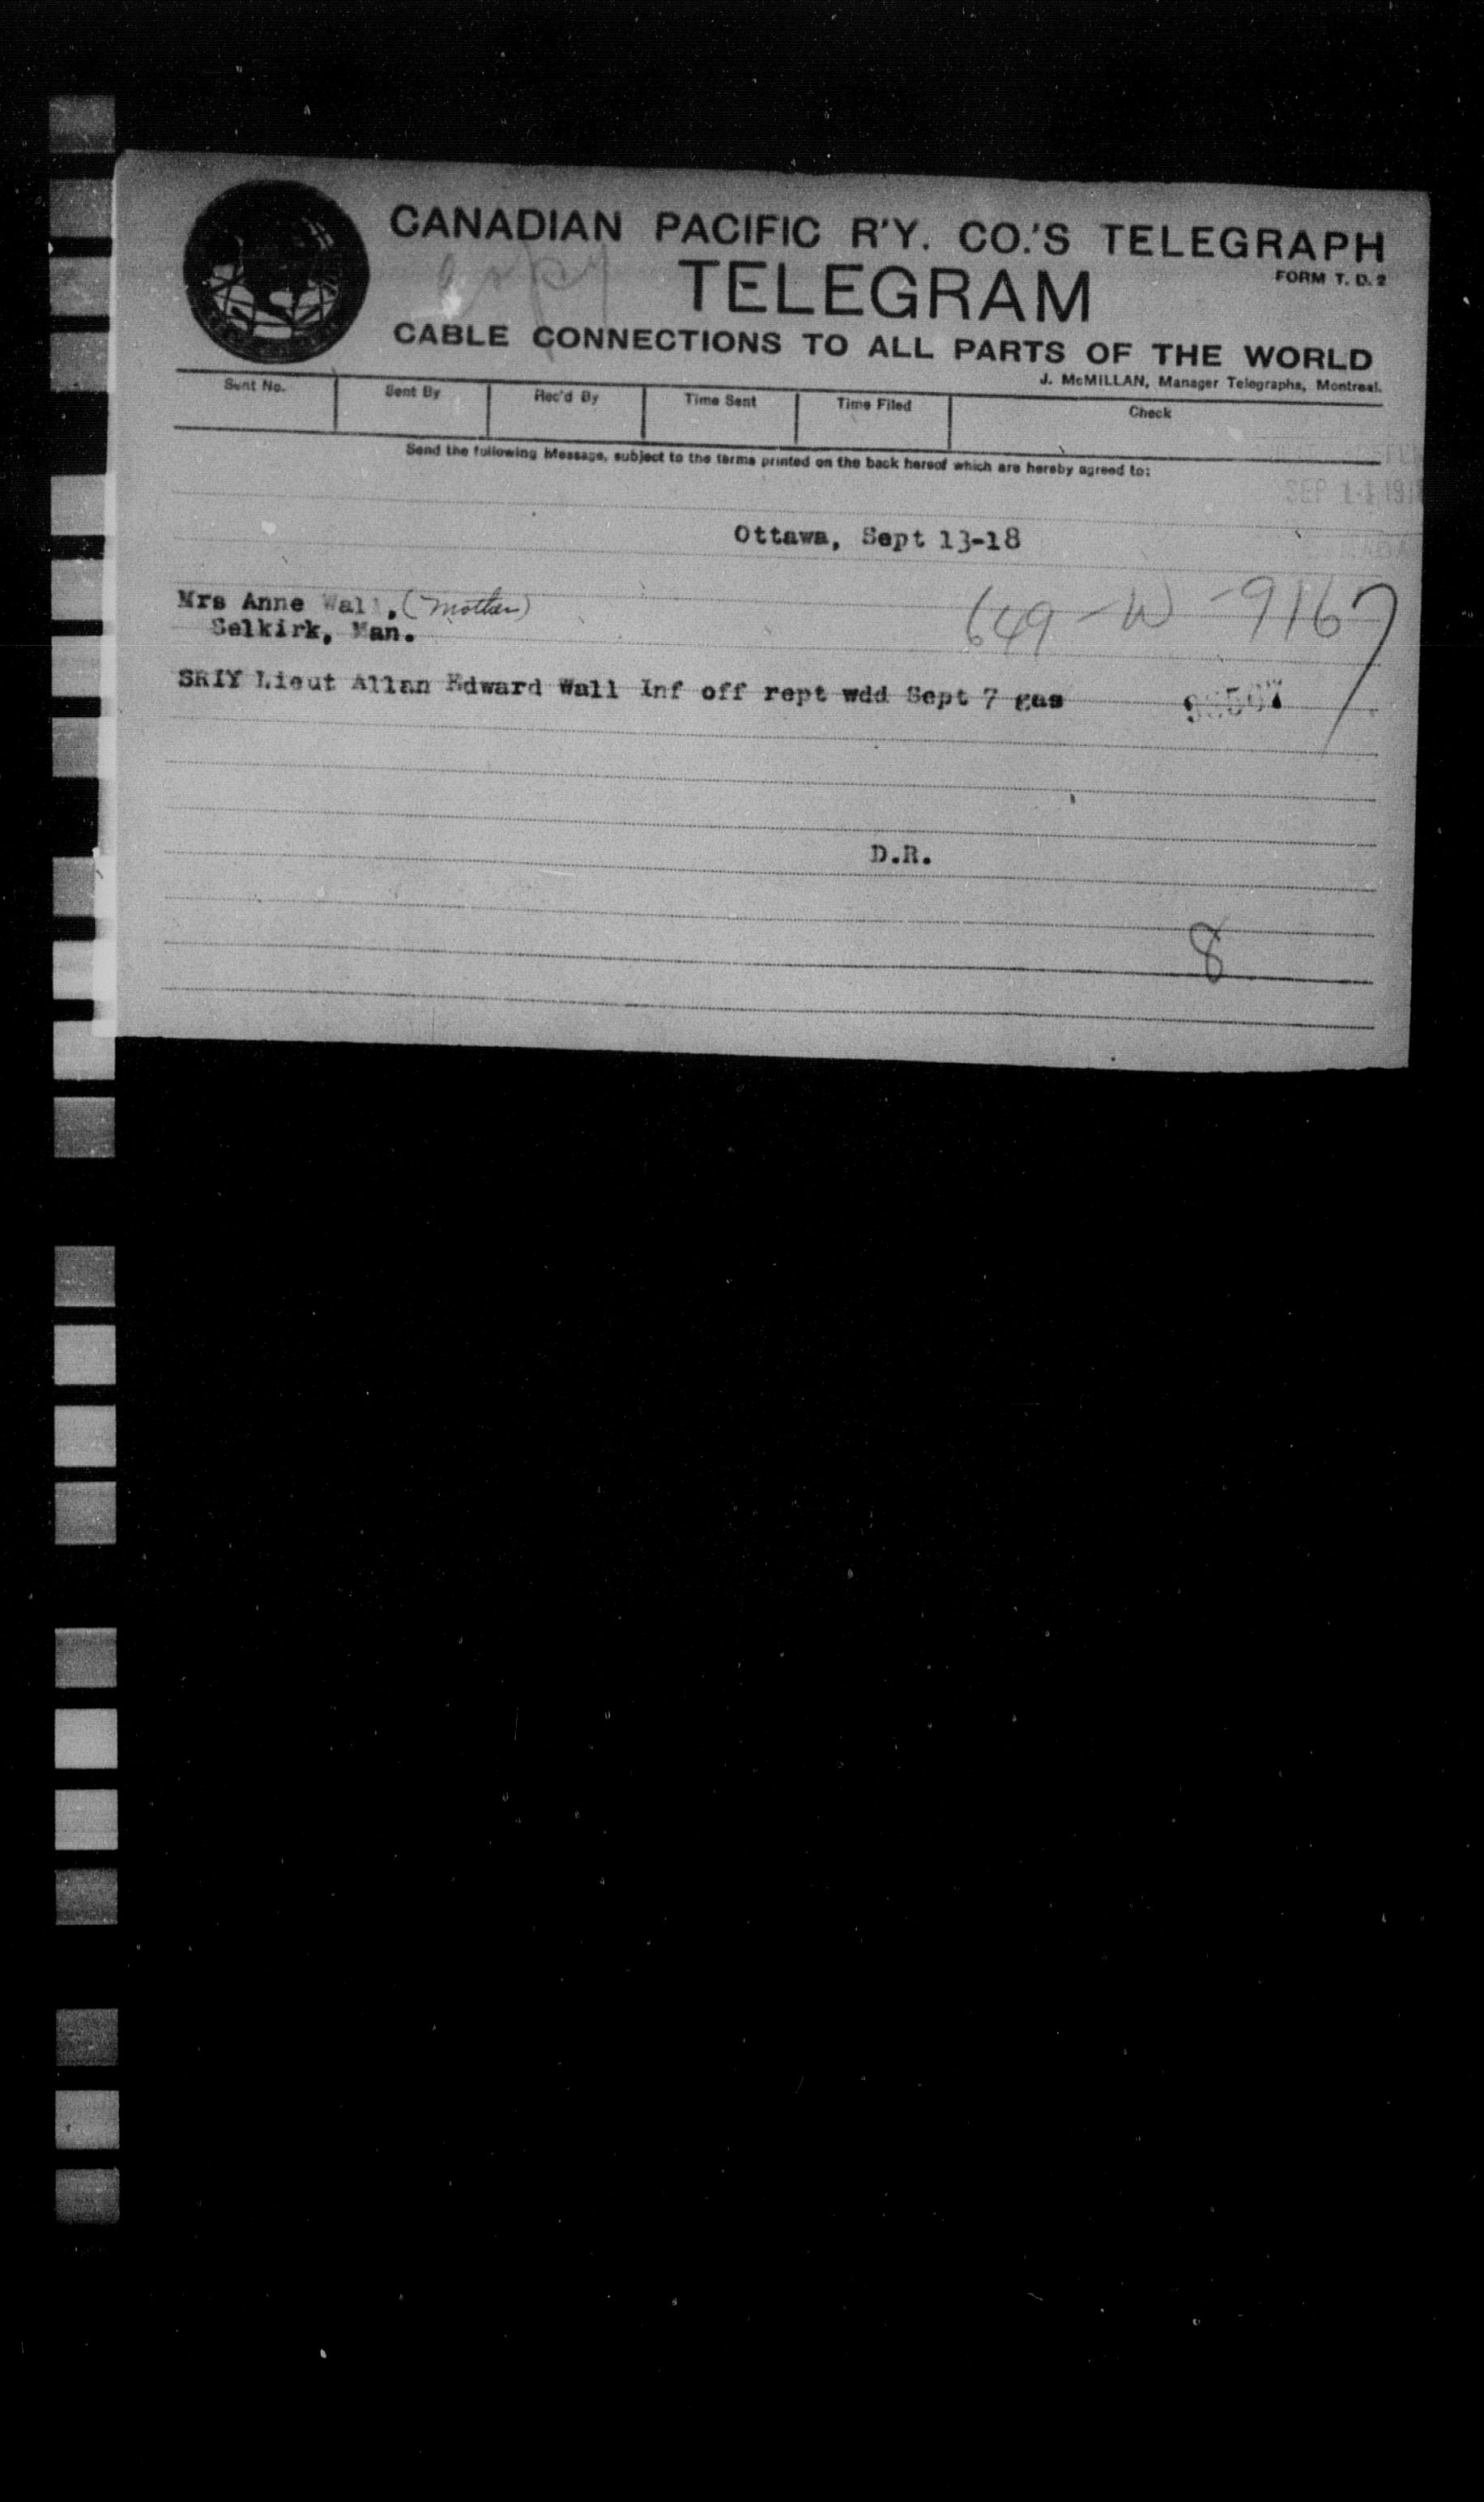 CANADIAN PACIFIC R'Y. CO.'S TELEGRAPH
copy
TELEGRAM
FORM T. D. 2
CABLE CONNECTIONS TO ALL PARTS OF THE WORLD
J. McMILLAN, Manager Telegraphs, Montreal.
Sent No. Sent By Rec'd By Time Sent Time Filed Check
Send the following Message, subject to the terms printed on the back hereof which are hereby agreed to:
SEP 191
Ottawa, Sept 13-18
Mrs Anne Wall, (mother)
649-W-9167
Selkirk, Man.
SRIY Lieut Allan Edward Wall Inf off rept wdd Sept 7 gas
D.R.
8